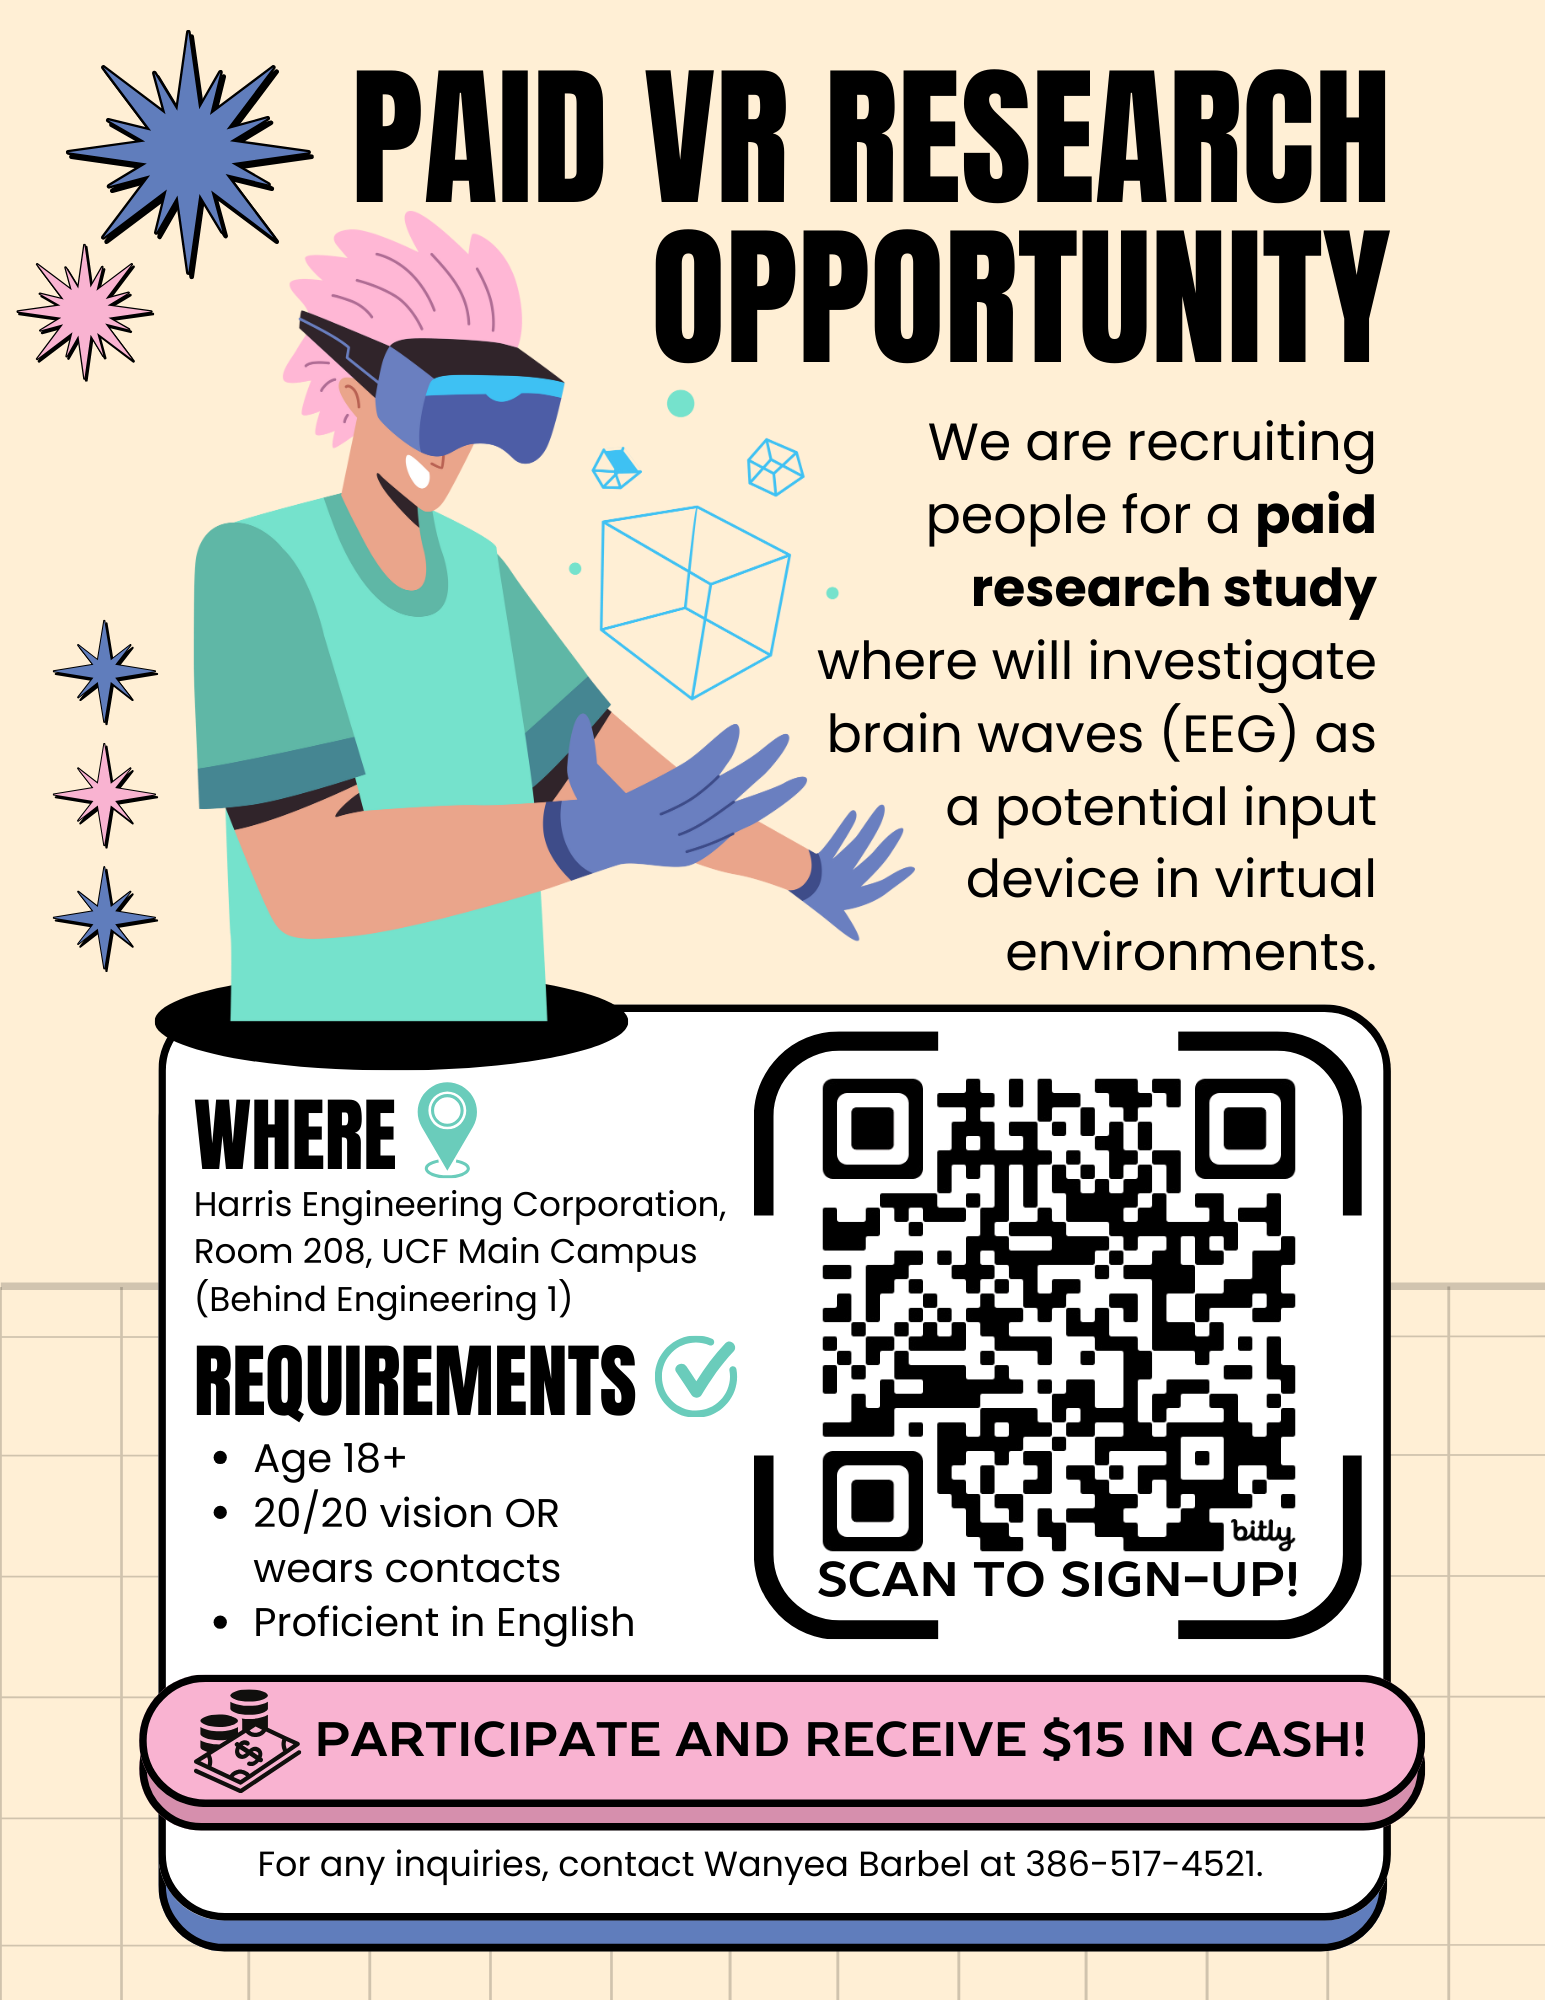 PAID VR RESEARCH
OPPORTUNITY
We are recruiting
people for a paid
research study
where will investigate
brain waves (EEG) as
a potential input
device in virtual
environments.
WHERE
Harris Engineering Corporation,
Room 208, UCF Main Campus
(Behind Engineering 1)
REQUIREMENTS
• Age 18+
• 20/20 vision OR
wears contacts
• Proficient in English
bitly
SCAN TO SIGN-UP!
PARTICIPATE AND RECEIVE $15 IN CASH!
For any inquiries, contact Wanyea Barbel at 386-517-4521.